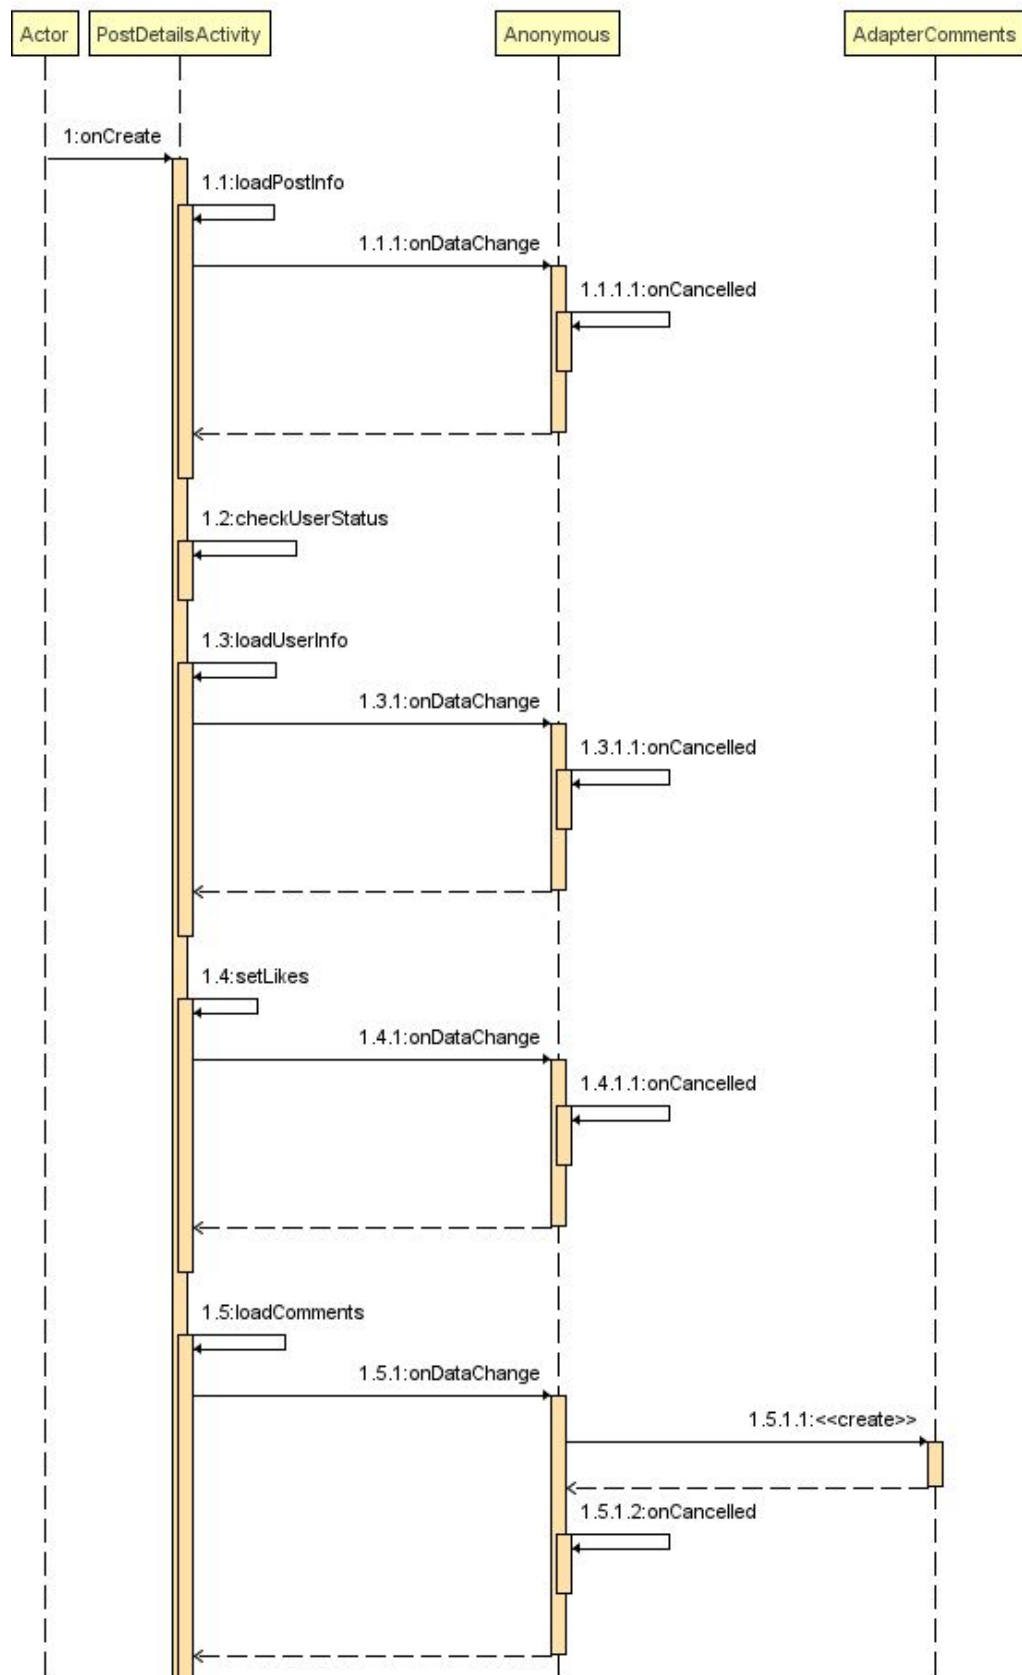 Actor
PostDetailsActivity
Anonymous
AdapterComments
1:onCreate
1.1:loadPostInfo
1.1.1:onDataChange
1.1.1.1:onCancelled
1.2:checkUserStatus
1.3:loadUserInfo
1.3.1:onDataChange
1.3.1.1:onCancelled
1.4:setLikes
1.4.1:onDataChange
1.4.1.1:onCancelled
1.5:loadComments
1.5.1:onDataChange
1.5.1.1:<<create>>
1.5.1.2:onCancelled